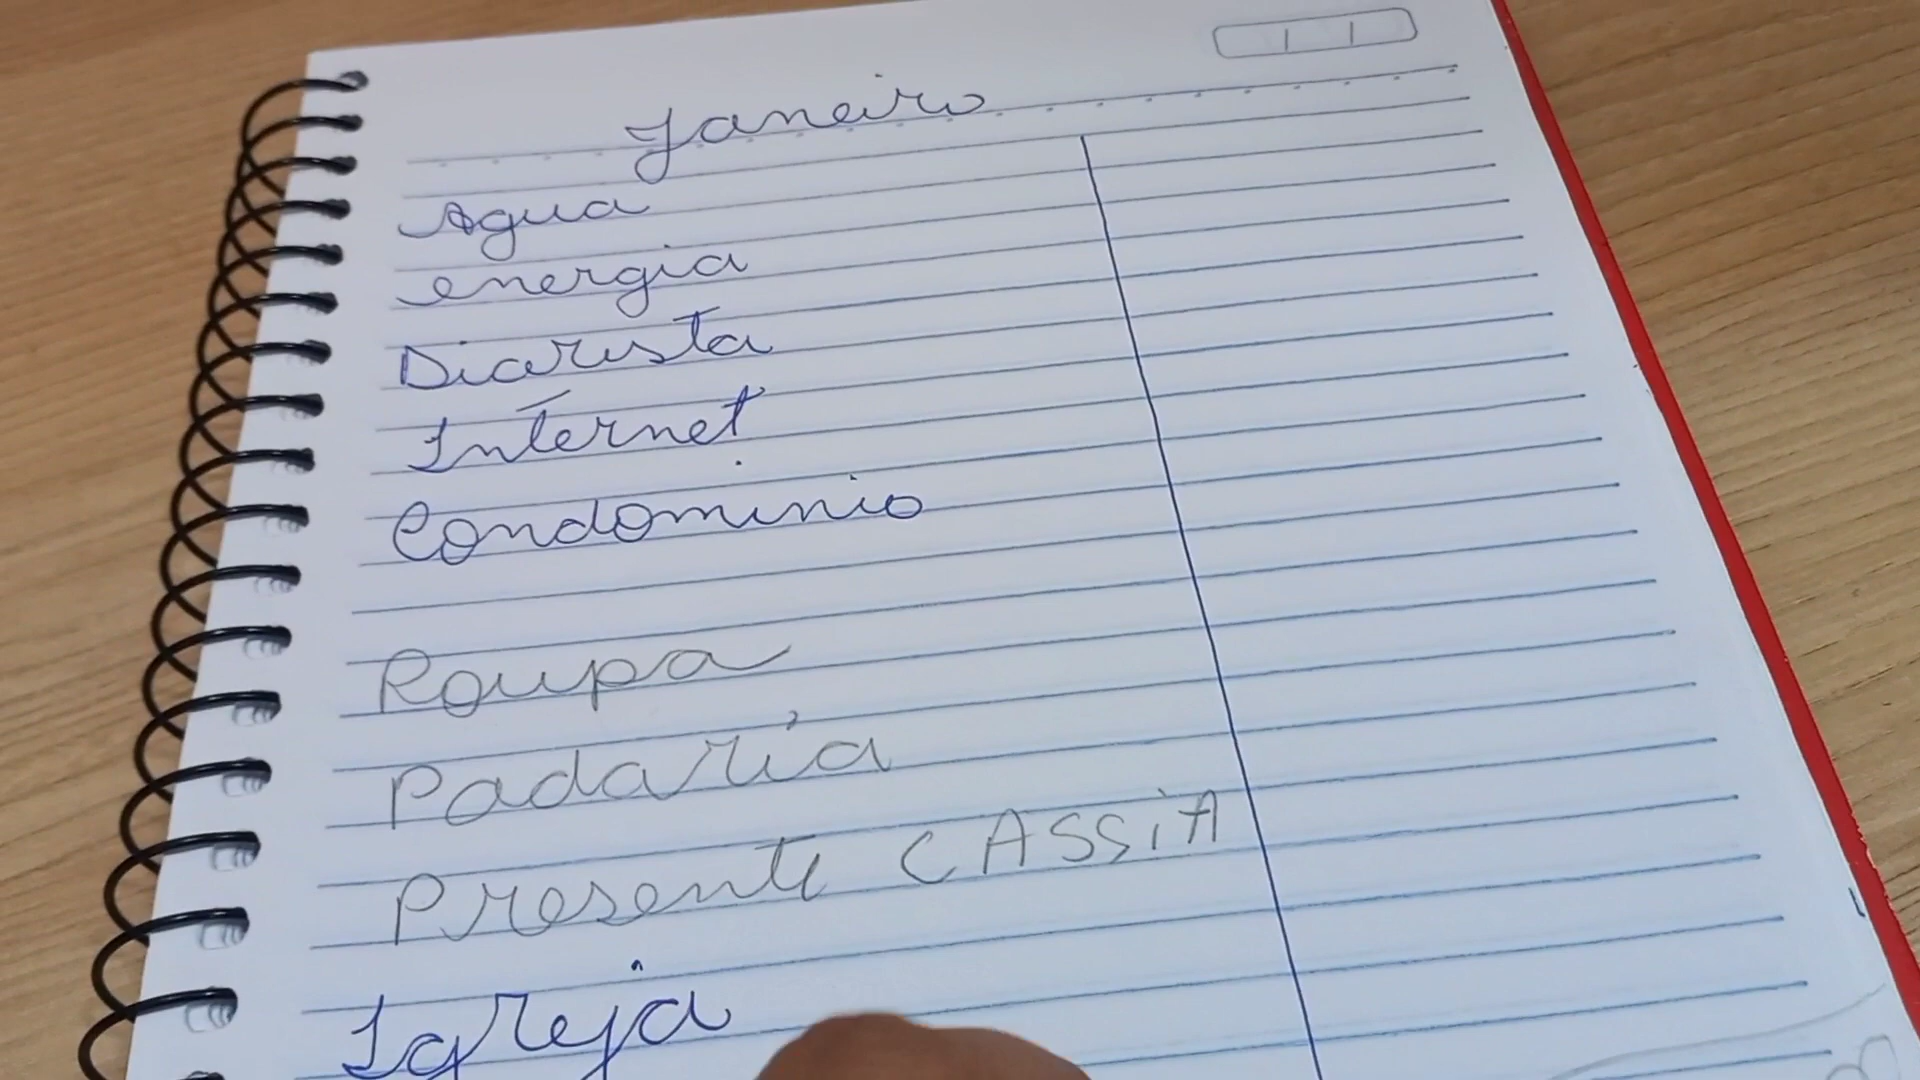 Janeiro
Agua
energia
Diarista
Internet
Condominio
Roupa
Padaria
Presente CASSiA
Igreja